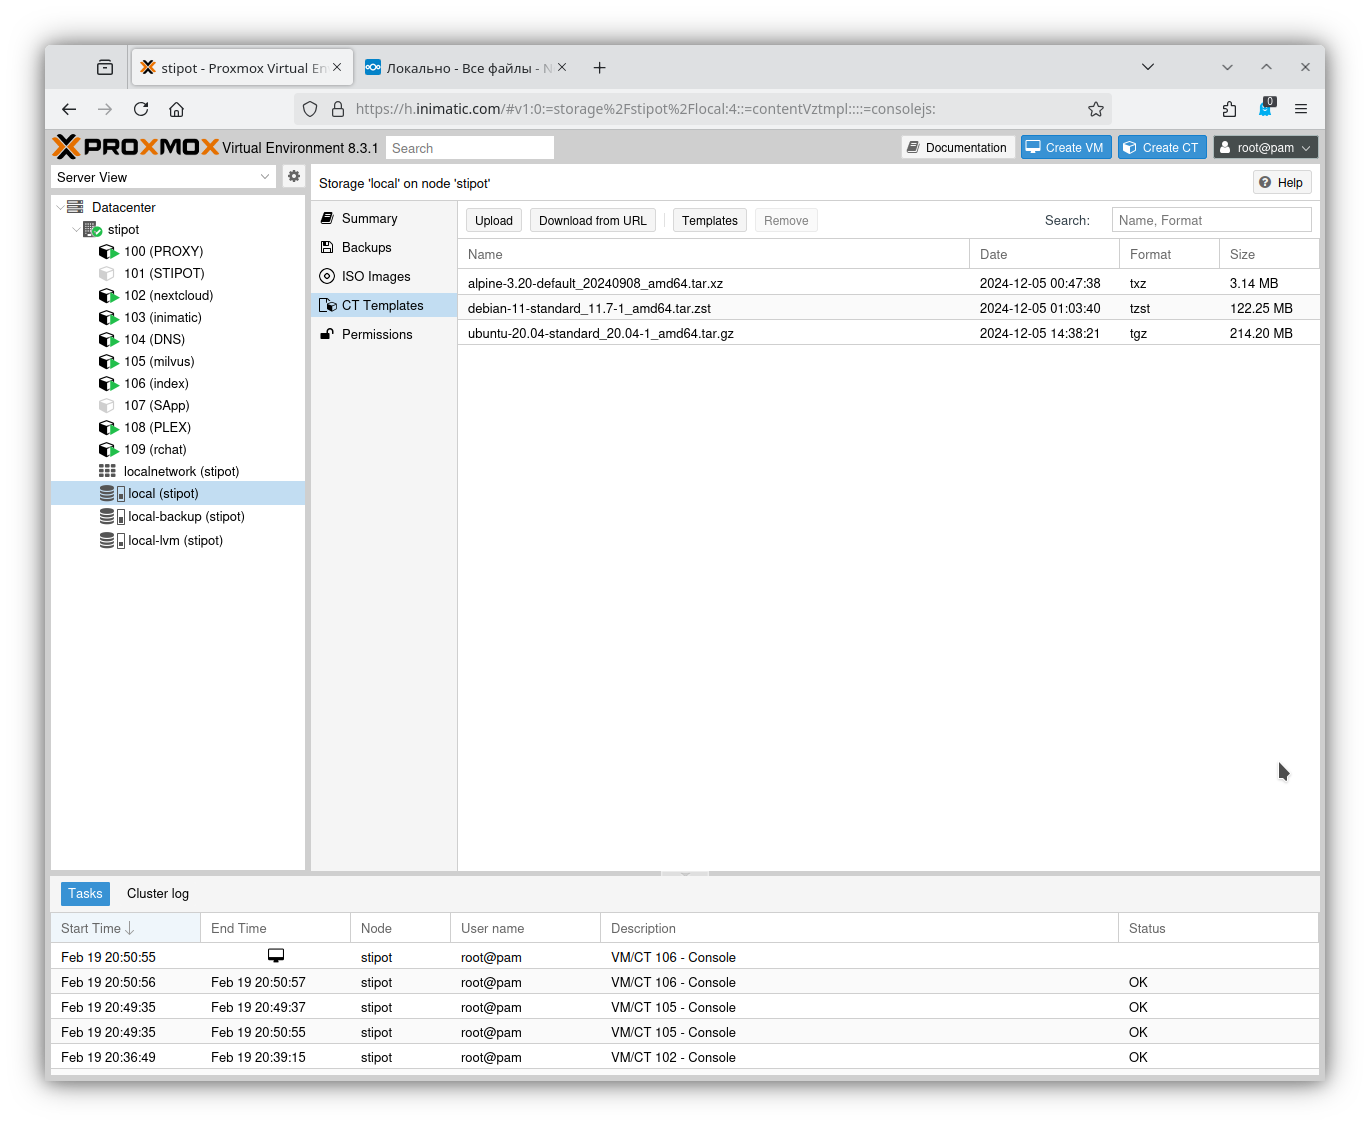 stipot - Proxmox Virtual En
Локально - Все файлы - N
https://h.inimatic.com/#v1:0:=storage%2Fstipot%2Flocal:4::=contentVztmpl::::=consolejs:
0
PROXMOX Virtual Environment 8.3.1 Search Documentation Create VM Create CT root@pam
Server View
Storage 'local' on node 'stipot' Help
Datacenter
stipot
100 (PROXY)
101 (STIPOT)
102 (nextcloud)
103 (inimatic)
104 (DNS)
105 (milvus)
106 (index)
107 (SApp)
108 (PLEX)
109 (rchat)
localnetwork (stipot)
local (stipot)
local-backup (stipot)
local-lvm (stipot)
Summary
Backups
ISO Images
CT Templates
Permissions
Upload Download from URL Templates Remove Search: Name, Format
Name Date Format Size
alpine-3.20-default_20240908_amd64.tar.xz 2024-12-05 00:47:38 txz 3.14 MB
debian-11-standard_11.7-1_amd64.tar.zst 2024-12-05 01:03:40 tzst 122.25 MB
ubuntu-20.04-standard_20.04-1_amd64.tar.gz 2024-12-05 14:38:21 tgz 214.20 MB
Tasks Cluster log
Start Time End Time Node User name Description Status
Feb 19 20:50:55 stipot root@pam VM/CT 106 - Console
Feb 19 20:50:56 Feb 19 20:50:57 stipot root@pam VM/CT 106 - Console OK
Feb 19 20:49:35 Feb 19 20:49:37 stipot root@pam VM/CT 105 - Console OK
Feb 19 20:49:35 Feb 19 20:50:55 stipot root@pam VM/CT 105 - Console OK
Feb 19 20:36:49 Feb 19 20:39:15 stipot root@pam VM/CT 102 - Console OK